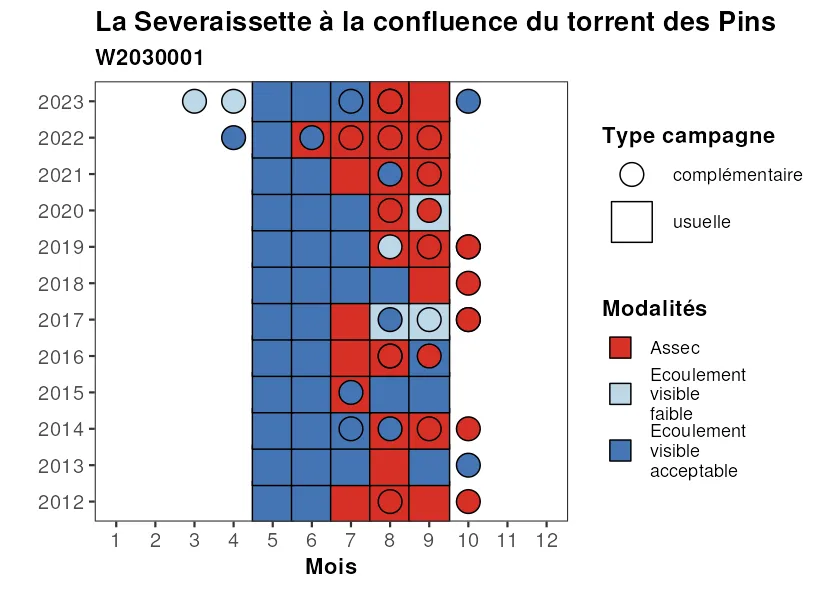 La Severaissette à la confluence du torrent des Pins
W2030001
2023
2022
2021
2020
2019
2018
2017
2016
2015
2014
2013
2012
1 2 3 4 5 6 7 8 9 10 11 12
Mois
Type campagne
complémentaire
usuelle
Modalités
Assec
Ecoulement
visible
faible
Ecoulement
visible
acceptable